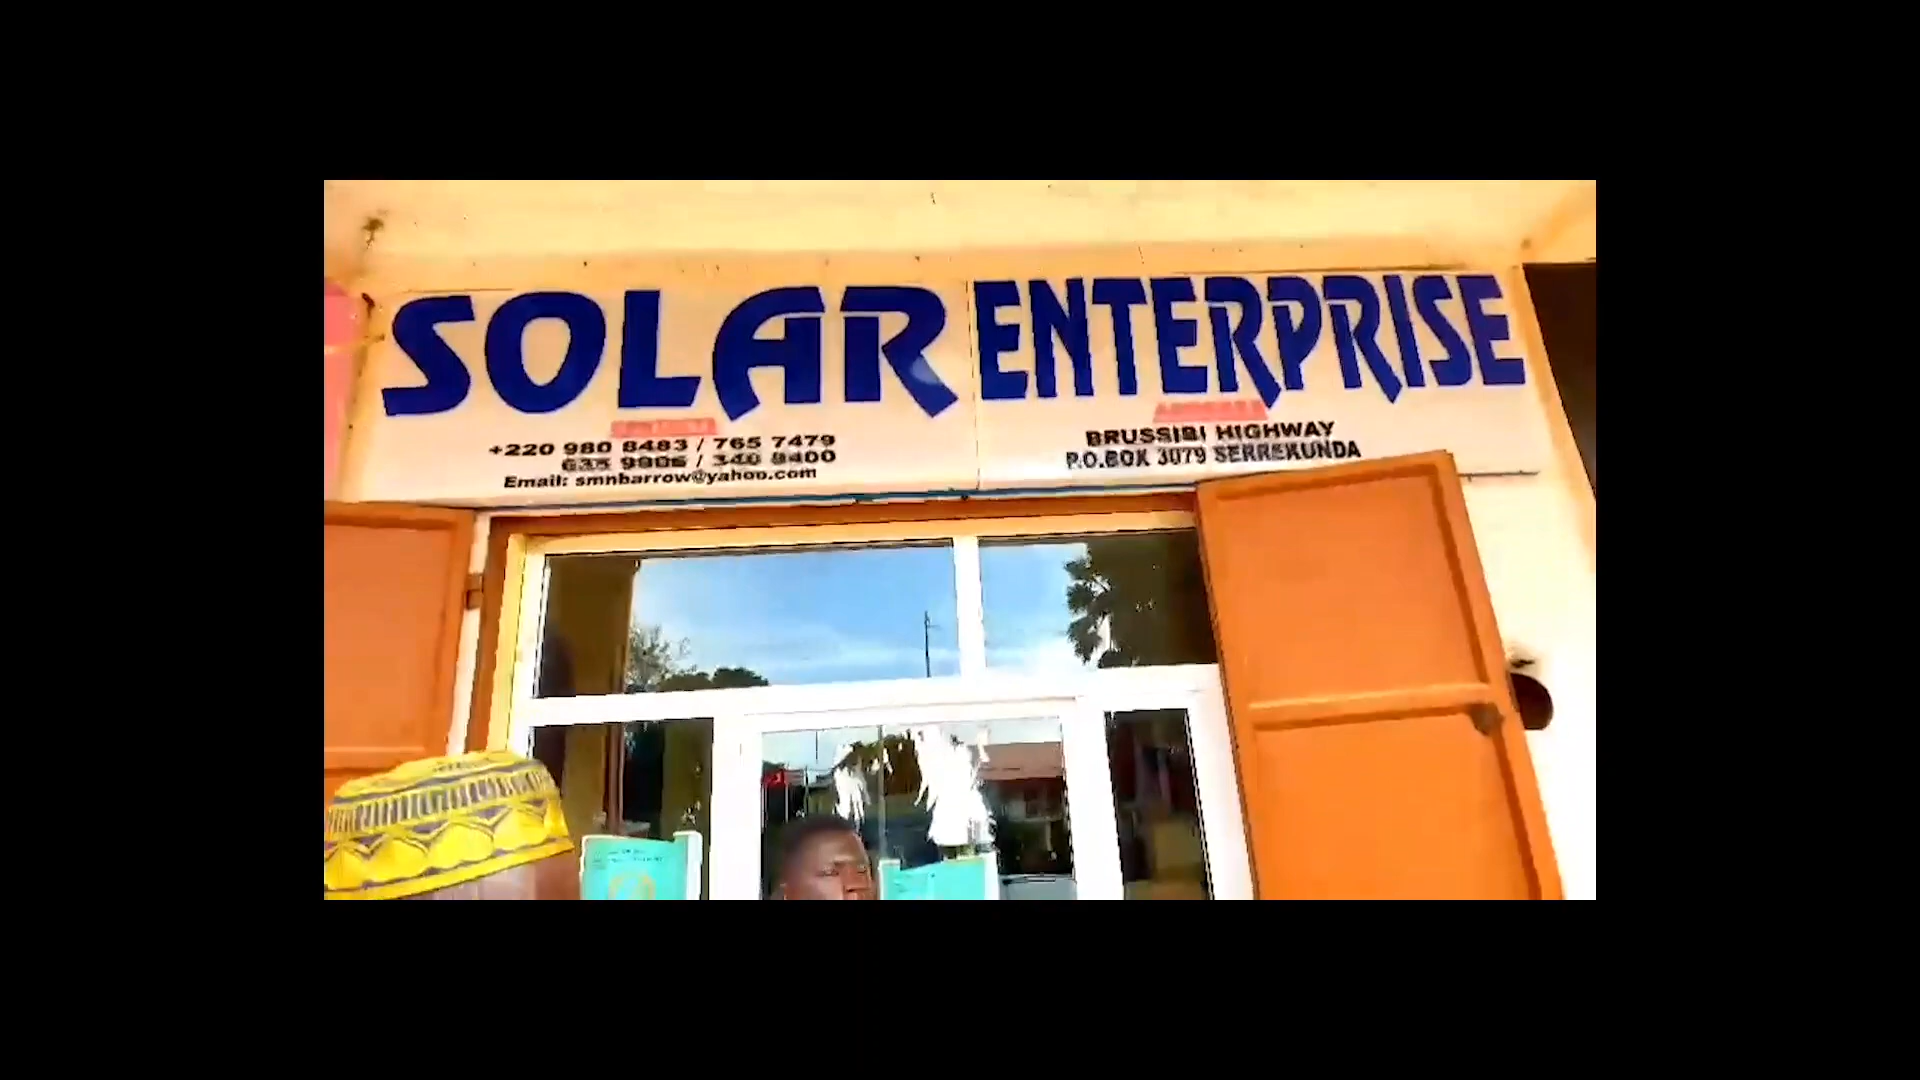 SOLAR ENTERPRISE
+220 980 8483 / 765 7479
635 9906 / 340 8400
Email: smnbarrow@yahoo.com
BRUSSIBI HIGHWAY
P.O.BOX 3079 SERREKUNDA